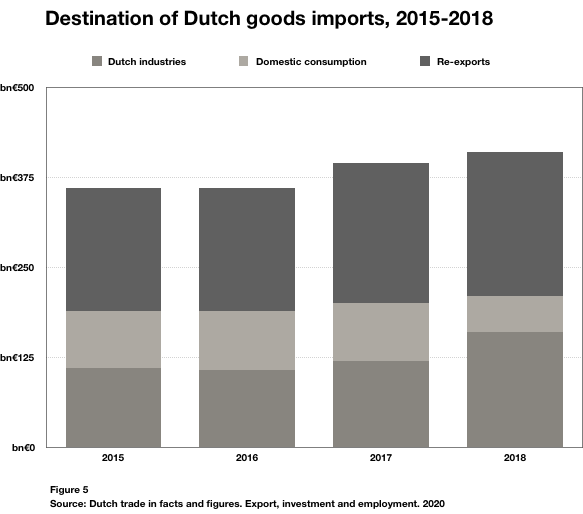 Destination of Dutch goods imports, 2015-2018
Dutch industries Domestic consumption Re-exports
bn€500
bn€375
bn€250
bn€125
bn€0
2015 2016 2017 2018
Figure 5
Source: Dutch trade in facts and figures. Export, investment and employment. 2020